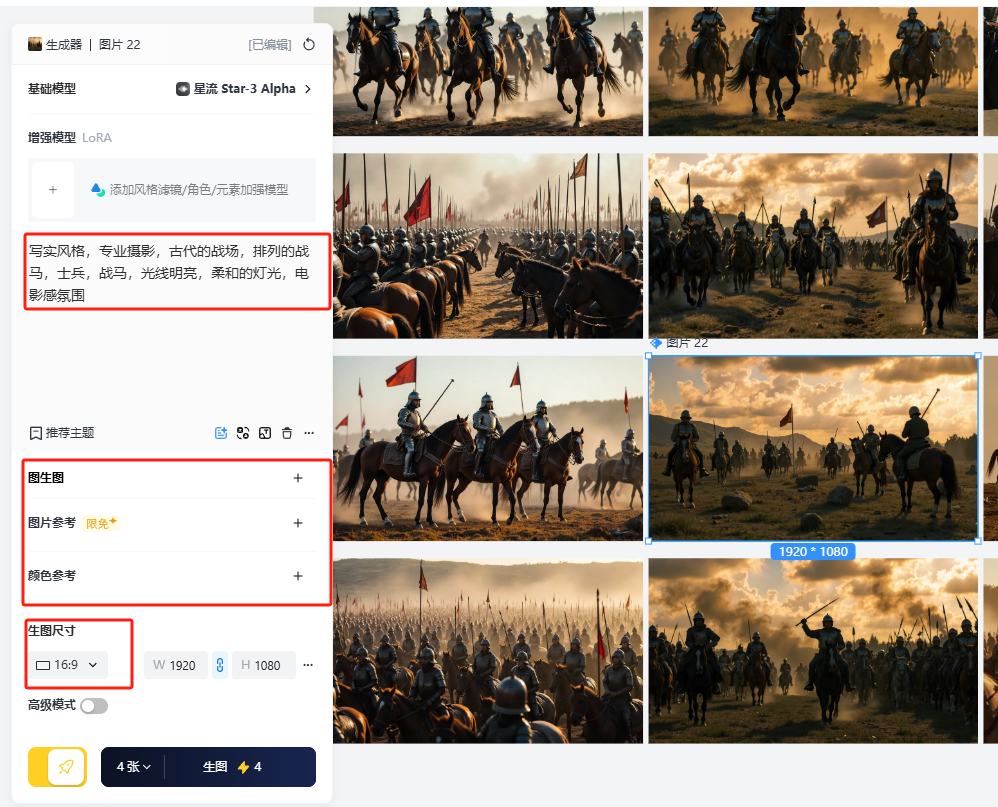 生成器 | 图片 22 [已编辑]
基础模型 星流 Star-3 Alpha
增强模型 LoRA
添加风格滤镜/角色/元素加强模型
写实风格，专业摄影，古代的战场，排列的战
马，士兵，战马，光线明亮，柔和的灯光，电
影感氛围
图片 22
推荐主题
图生图
图片参考 限免
颜色参考
1920 * 1080
生图尺寸
16:9 W 1920 H 1080
高级模式
4 张 生图 4